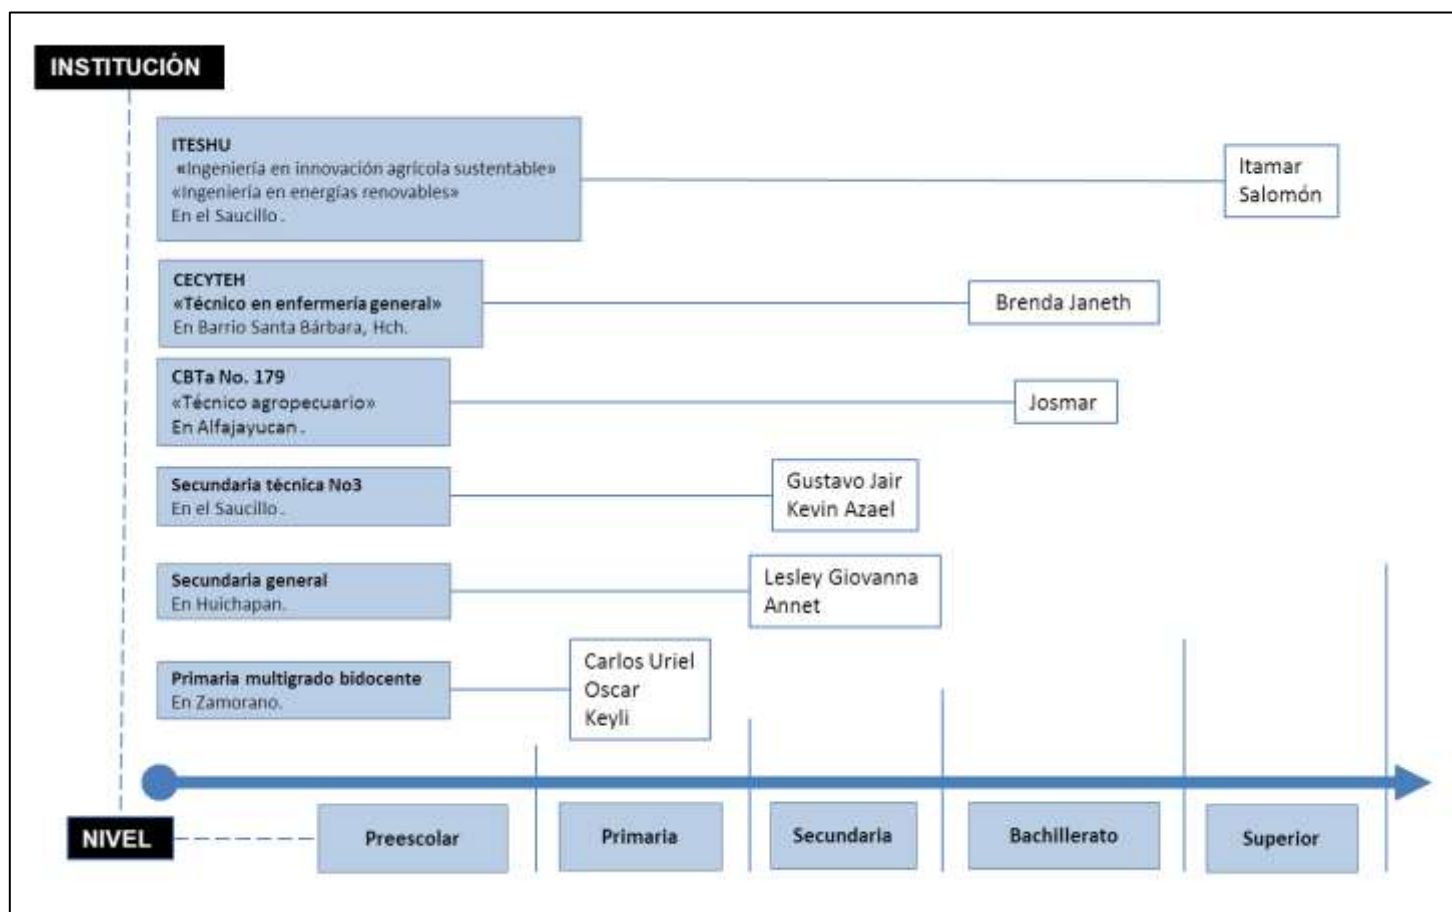 INSTITUCIÓN
ITESHU
«Ingeniería en innovación agrícola sustentable»
«Ingeniería en energías renovables»
En el Saucillo .
Itamar
Salomón
CECYTEH
«Técnico en enfermería general»
En Barrio Santa Bárbara, Hch.
Brenda Janeth
CBTa No. 179
«Técnico agropecuario»
En Alfajayucan .
Josmar
Secundaria técnica No3
En el Saucillo .
Gustavo Jair
Kevin Azael
Secundaria general
En Huichapan.
Lesley Giovanna
Annet
Primaria multigrado bidocente
En Zamorano.
Carlos Uriel
Oscar
Keyli
NIVEL
Preescolar
Primaria
Secundaria
Bachillerato
Superior